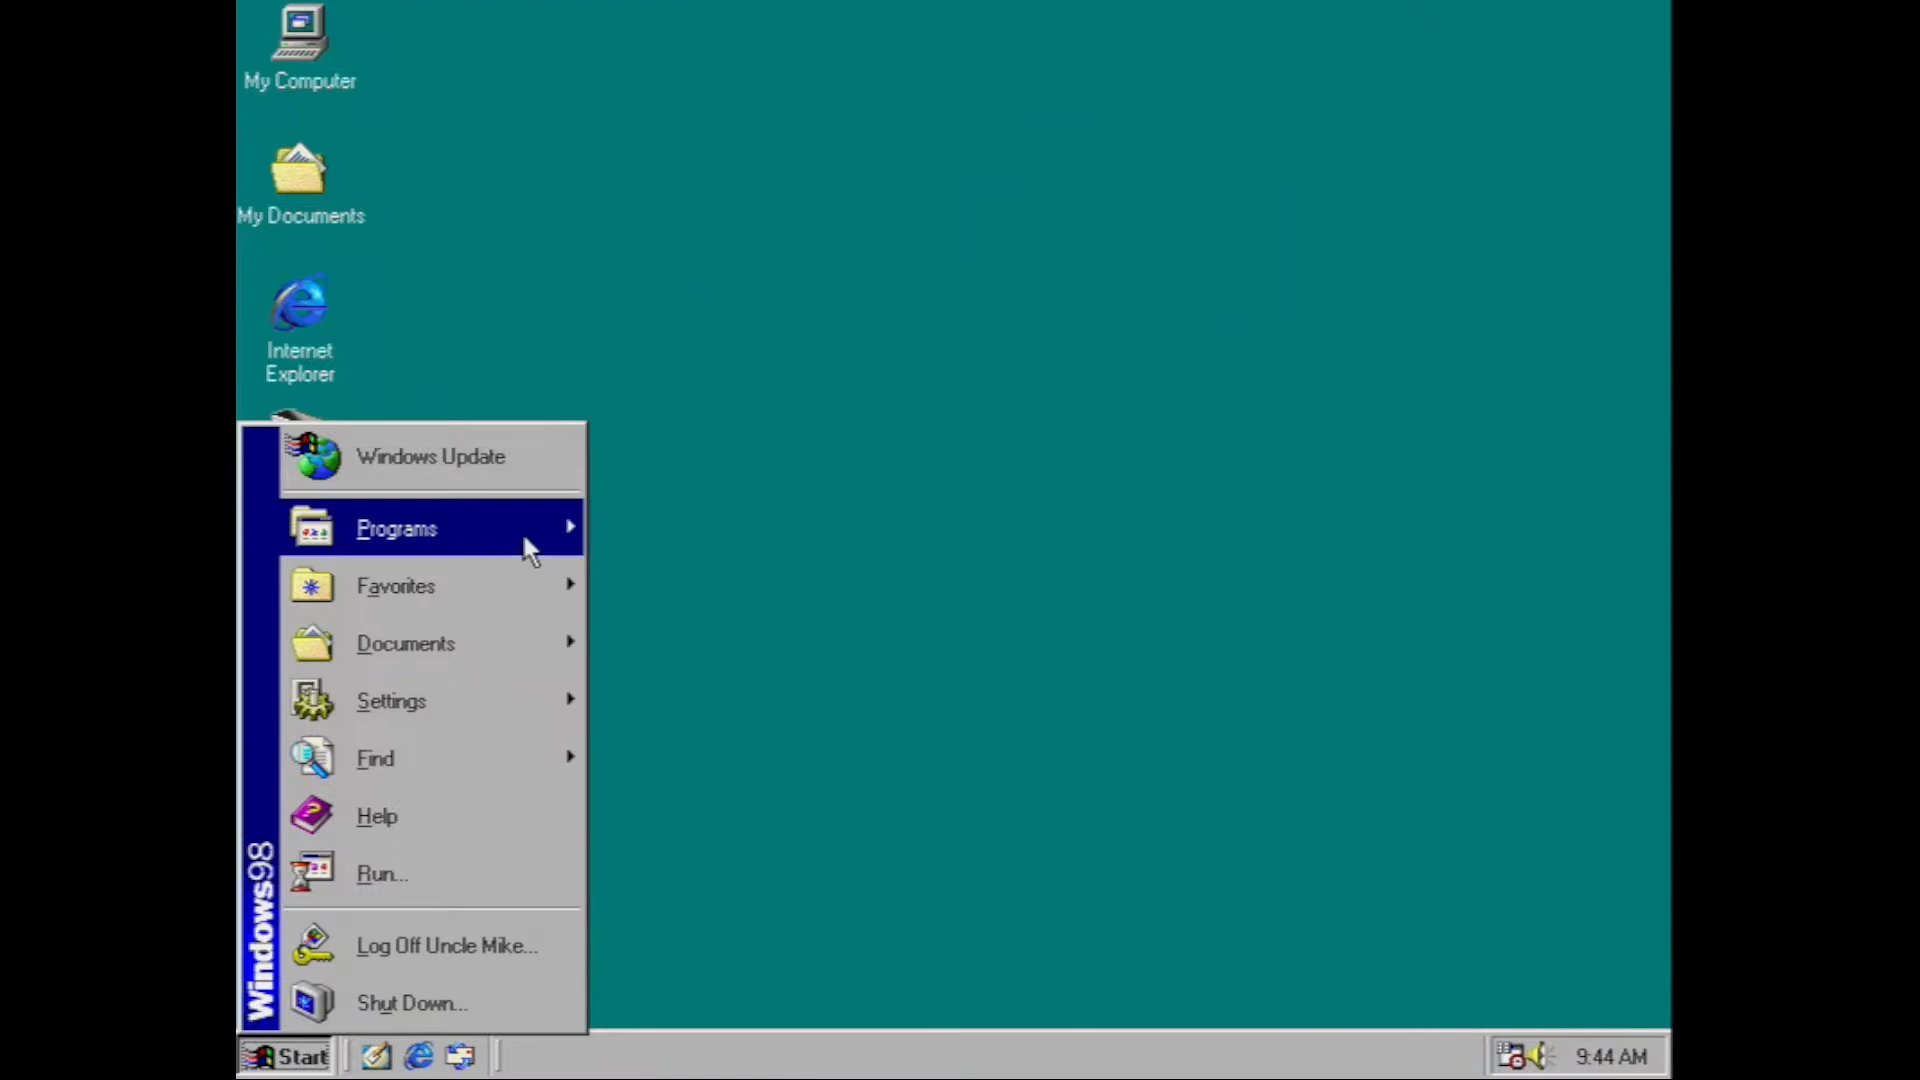 My Computer
My Documents
Internet
Explorer
Windows Update
Programs
Favorites
Documents
Settings
Find
Help
Run...
Log Off Uncle Mike...
Shut Down...
Windows98
Start
9:44 AM